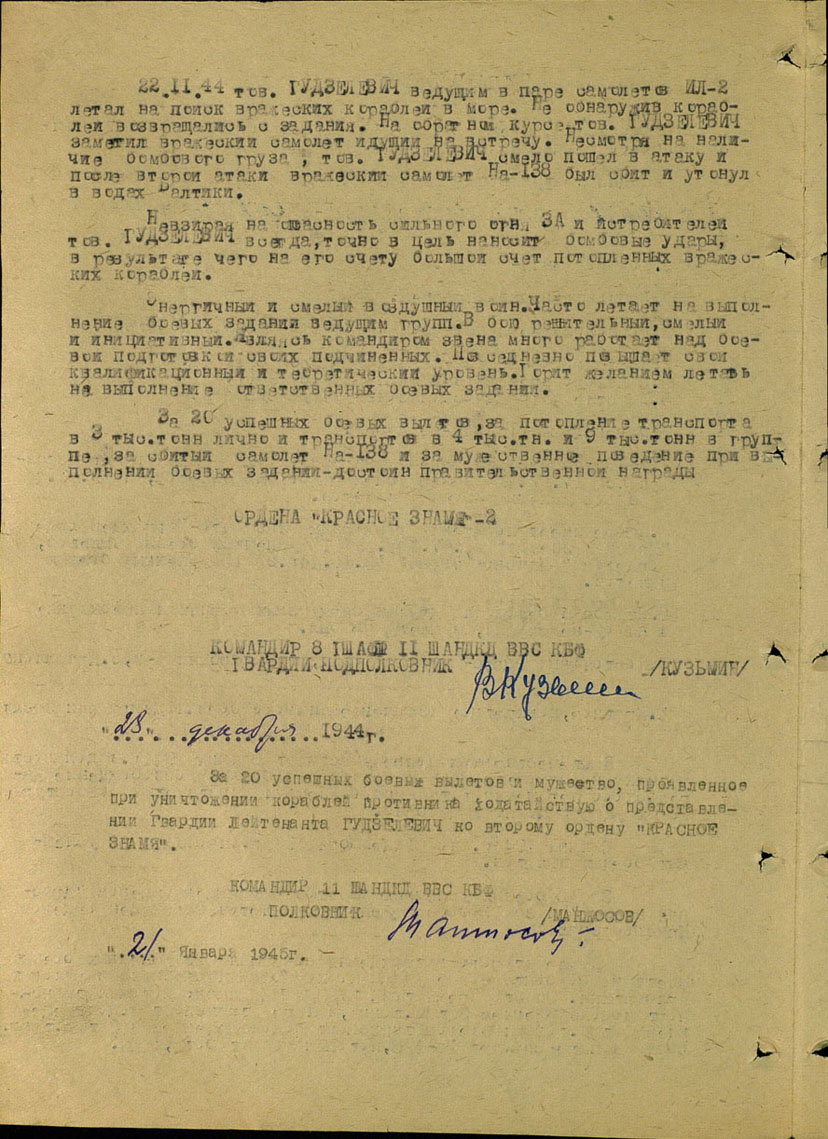 22.11.44 тов. ГУДЗЕЛЕВИЧ ведущим в паре самолетов ИЛ-2
летал на поиск вражеских кораблей в море. Не обнаружив кораб-
лей возвращались с задания. На обратном курсе тов. ГУДЗЕЛЕВИЧ
заметил вражеский самолет идущий на встречу. Несмотря на нали-
чие бомбового груза, тов. ГУДЗЕЛЕВИЧ смело пошел в атаку и
после второй атаки вражеский самолет На-138 был сбит и утонул
в водах Балтики.
Невзирая на опасность сильного огня ЗА и истребителей
тов. ГУДЗЕЛЕВИЧ всегда, точно в цель наносит бомбовые удары,
в результате чего на его счету большой счет потопленных вражес-
ких кораблей.
Энергичный и смелый воздушный воин. Часто летает на выпол-
нение боевых заданий ведущим групп. В бою решительный, смелый
и инициативный. Являясь командиром звена много работает над бое-
вой подготовкой своих подчиненных. Повседневно повышает свой
квалификационный и теоретический уровень. Горит желанием летать
на выполнение ответственных боевых заданий.
За 20 успешных боевых вылетов, за потопление транспорта
в 3 тыс.тонн лично и транспортов в 4 тыс.тн. и 9 тыс.тонн в груп-
пе, за сбитый самолет На-138 и за мужественное поведение при вы-
полнении боевых заданий-достоин Правительственной награды
ОРДЕНА "КРАСНОЕ ЗНАМЯ"-2
КОМАНДИР 8 ГШАП 11 ШАНДКД ВВС КБФ
ГВАРДИИ ПОДПОЛКОВНИК /КУЗЬМИН/
ВКузьмин
"23" декабря 1944г.
За 20 успешных боевых вылетов и мужество, проявленное
при уничтожении кораблей противника ходатайствую о представле-
нии Гвардии лейтенанта ГУДЗЕЛЕВИЧ ко второму ордену "КРАСНОЕ
ЗНАМЯ".
КОМАНДИР 11 ШАНДКД ВВС КБФ
ПОЛКОВНИК /МАНЖОСОВ/
Манжосов
"21" Января 1945г.